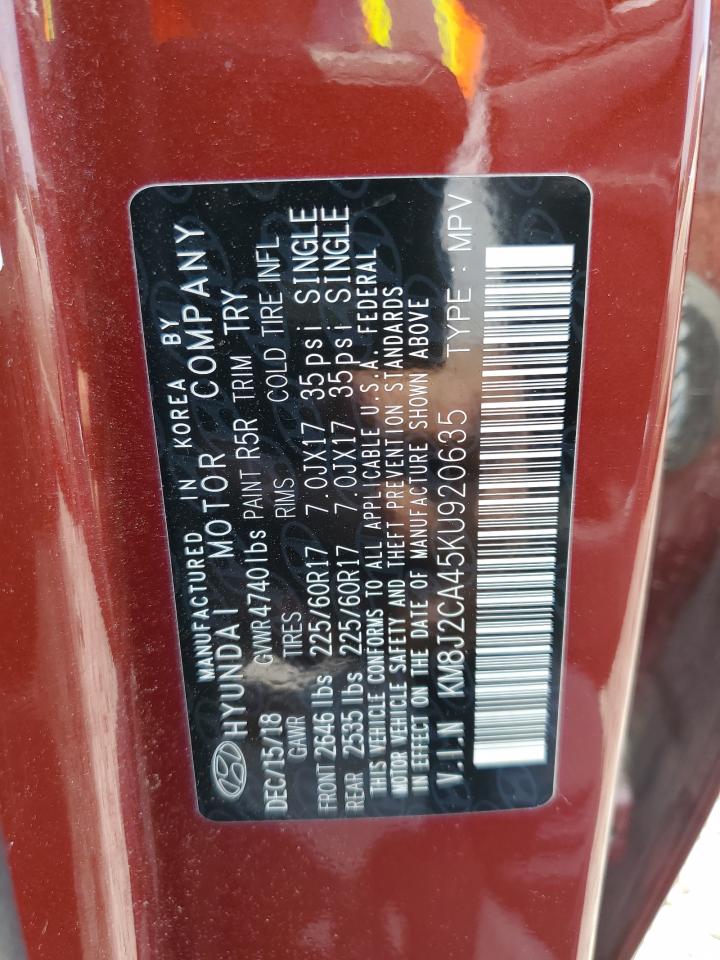 MANUFACTURED IN KOREA BY
HYUNDAI MOTOR COMPANY
DEC/15/18 GVWR 4740 lbs PAINT R5R TRIM TRY
GAWR TIRES RIMS COLD TIRE INFL
FRONT 2646 lbs 225/60R17 7.0JX17 35psi SINGLE
REAR 2535 lbs 225/60R17 7.0JX17 35psi SINGLE
THIS VEHICLE CONFORMS TO ALL APPLICABLE U.S.A. FEDERAL
MOTOR VEHICLE SAFETY AND THEFT PREVENTION STANDARDS
IN EFFECT ON THE DATE OF MANUFACTURE SHOWN ABOVE
V.I.N KM8J2CA45KU920635 TYPE : MPV